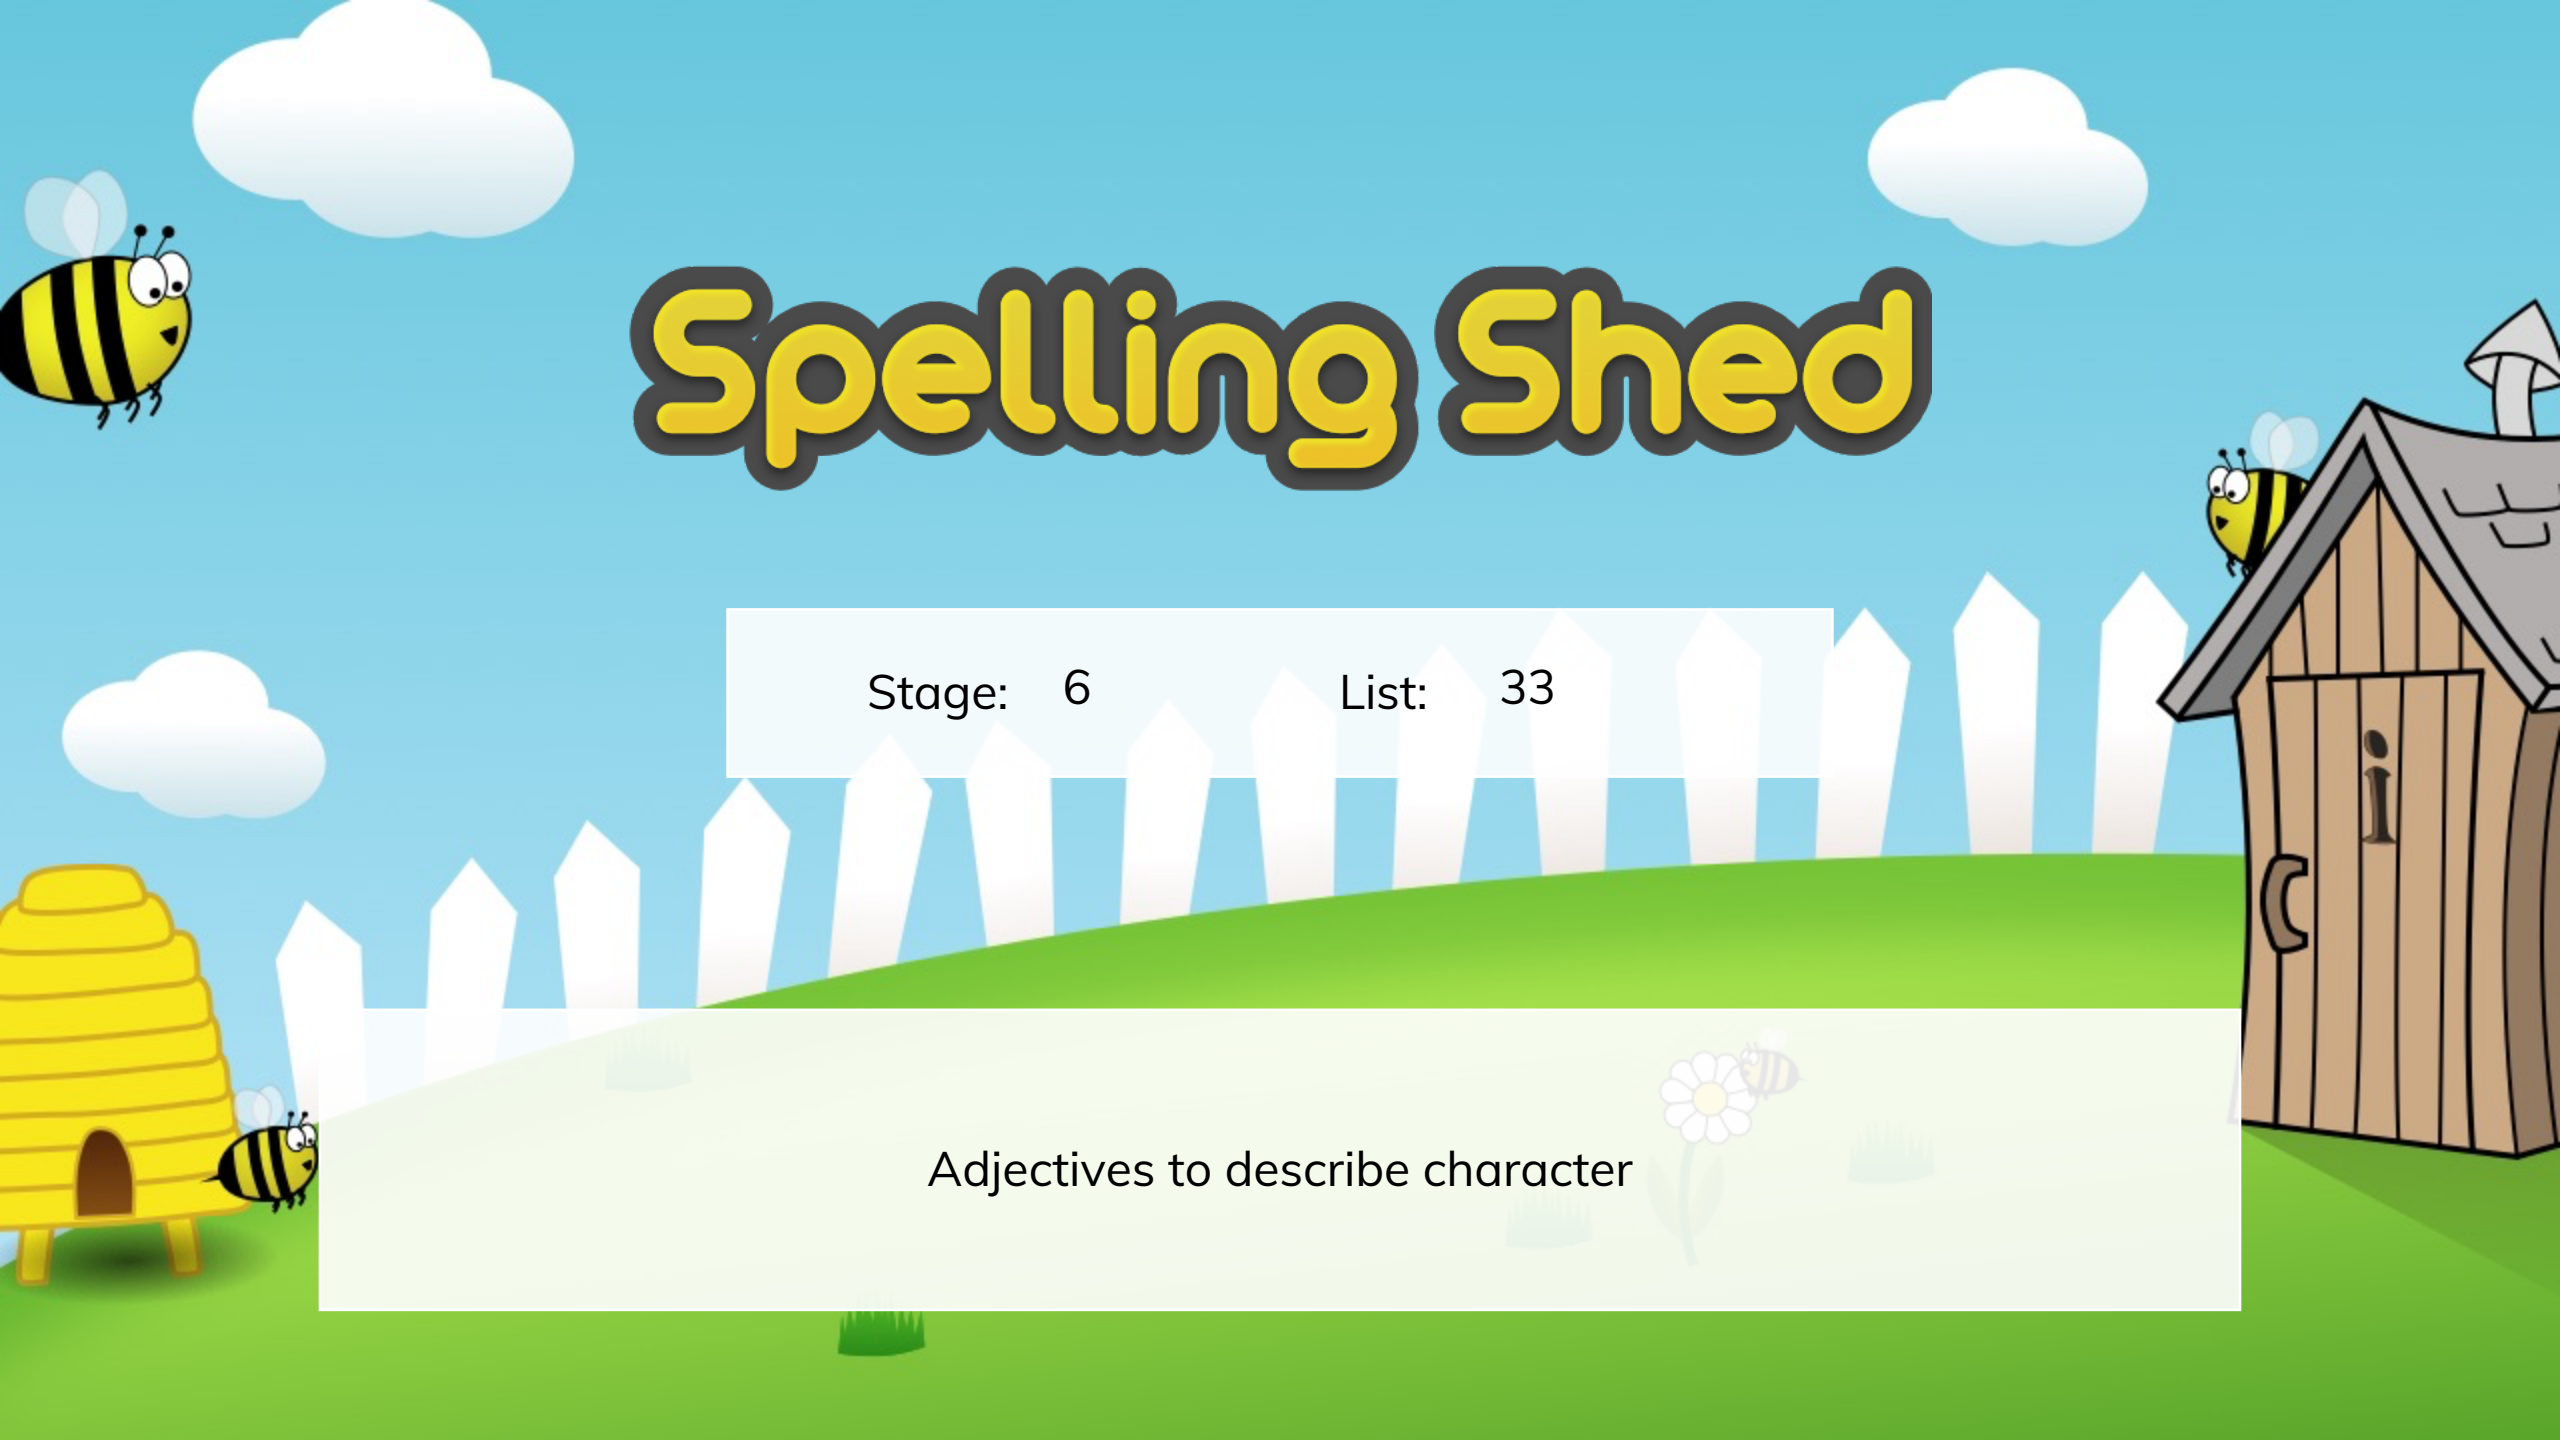 Spelling Shed
Stage: 6 List: 33
i
Adjectives to describe character